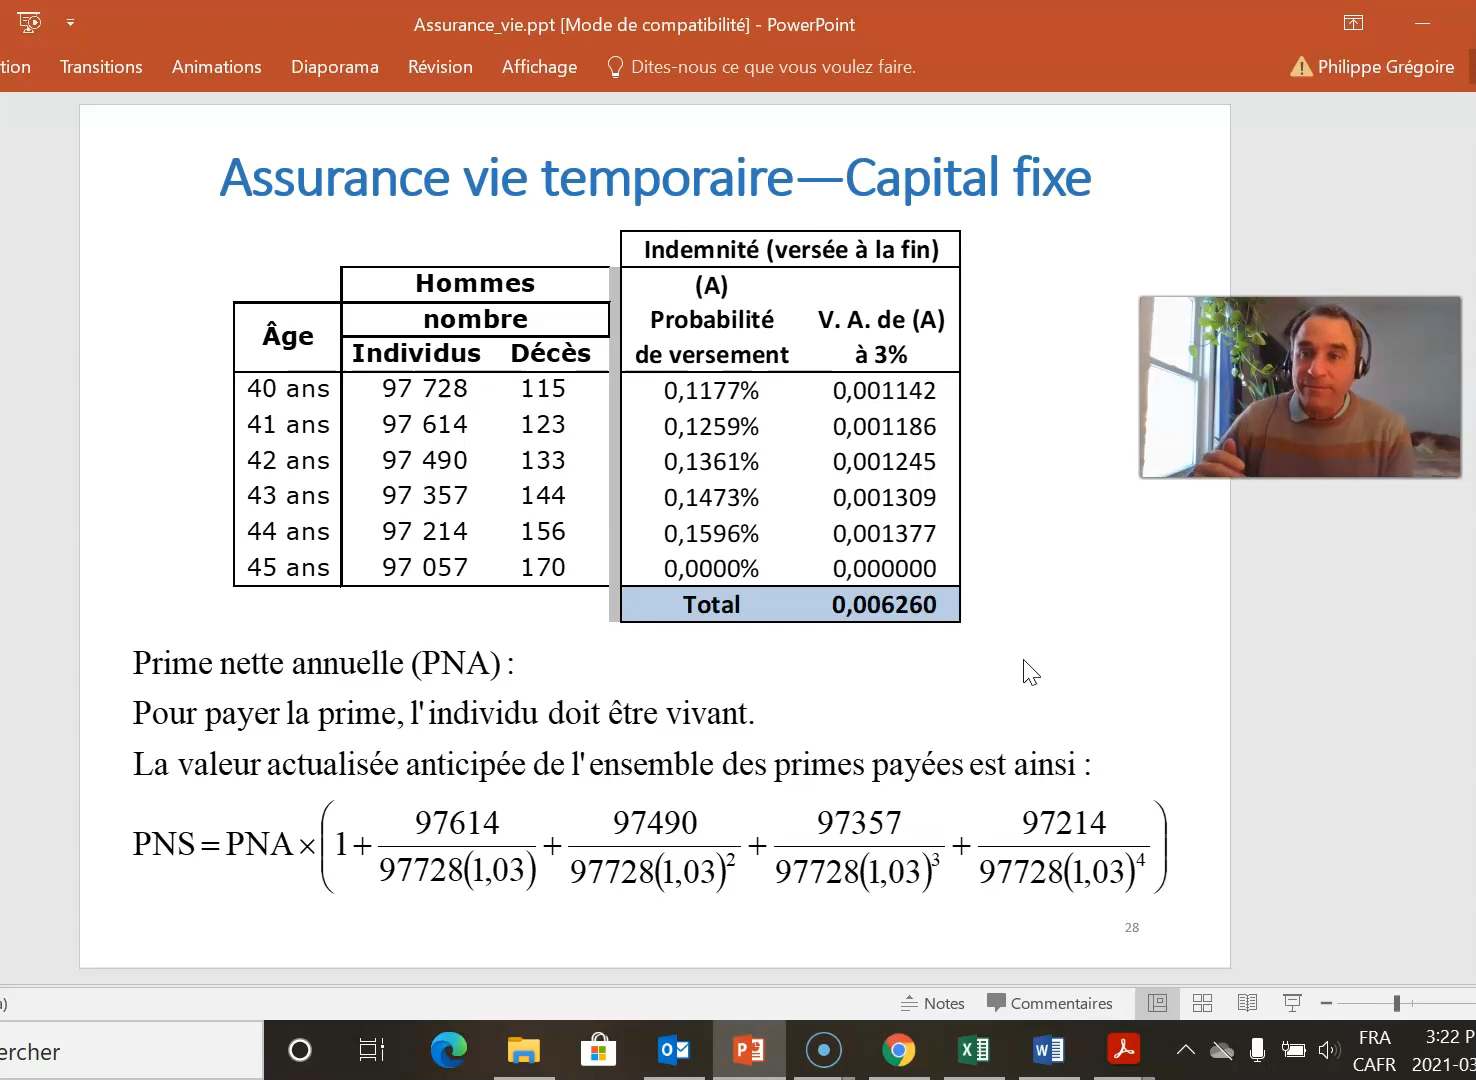 Assurance_vie.ppt [Mode de compatibilité] - PowerPoint
tion Transitions Animations Diaporama Révision Affichage Dites-nous ce que vous voulez faire. Philippe Grégoire
Assurance vie temporaire—Capital fixe
Indemnité (versée à la fin)
Hommes (A)
nombre Probabilité V. A. de (A)
Âge Individus Décès de versement à 3%
40 ans 97 728 115 0,1177% 0,001142
41 ans 97 614 123 0,1259% 0,001186
42 ans 97 490 133 0,1361% 0,001245
43 ans 97 357 144 0,1473% 0,001309
44 ans 97 214 156 0,1596% 0,001377
45 ans 97 057 170 0,0000% 0,000000
Total 0,006260
Prime nette annuelle (PNA) :
Pour payer la prime, l'individu doit être vivant.
La valeur actualisée anticipée de l'ensemble des primes payées est ainsi :
PNS = PNA × ( 1 + 97614 / 97728(1,03) + 97490 / 97728(1,03)² + 97357 / 97728(1,03)³ + 97214 / 97728(1,03)⁴ )
28
Notes Commentaires
ercher
FRA 3:22 P
CAFR 2021-03